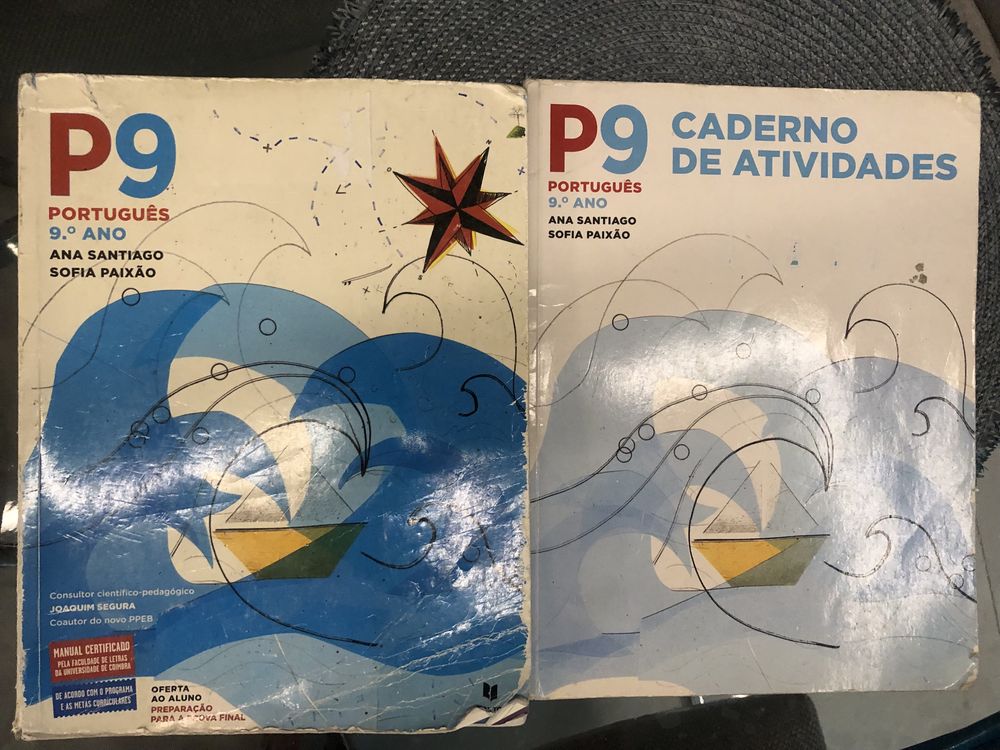 P9
PORTUGUÊS
9.º ANO
ANA SANTIAGO
SOFIA PAIXÃO
Consultor científico-pedagógico
JOAQUIM SEGURA
Coautor do novo PPEB
MANUAL CERTIFICADO
PELA FACULDADE DE LETRAS
DA UNIVERSIDADE DE COIMBRA
DE ACORDO COM O PROGRAMA
E AS METAS CURRICULARES
OFERTA
AO ALUNO
PREPARAÇÃO
PARA A PROVA FINAL
P9
PORTUGUÊS
9.º ANO
ANA SANTIAGO
SOFIA PAIXÃO
CADERNO
DE ATIVIDADES